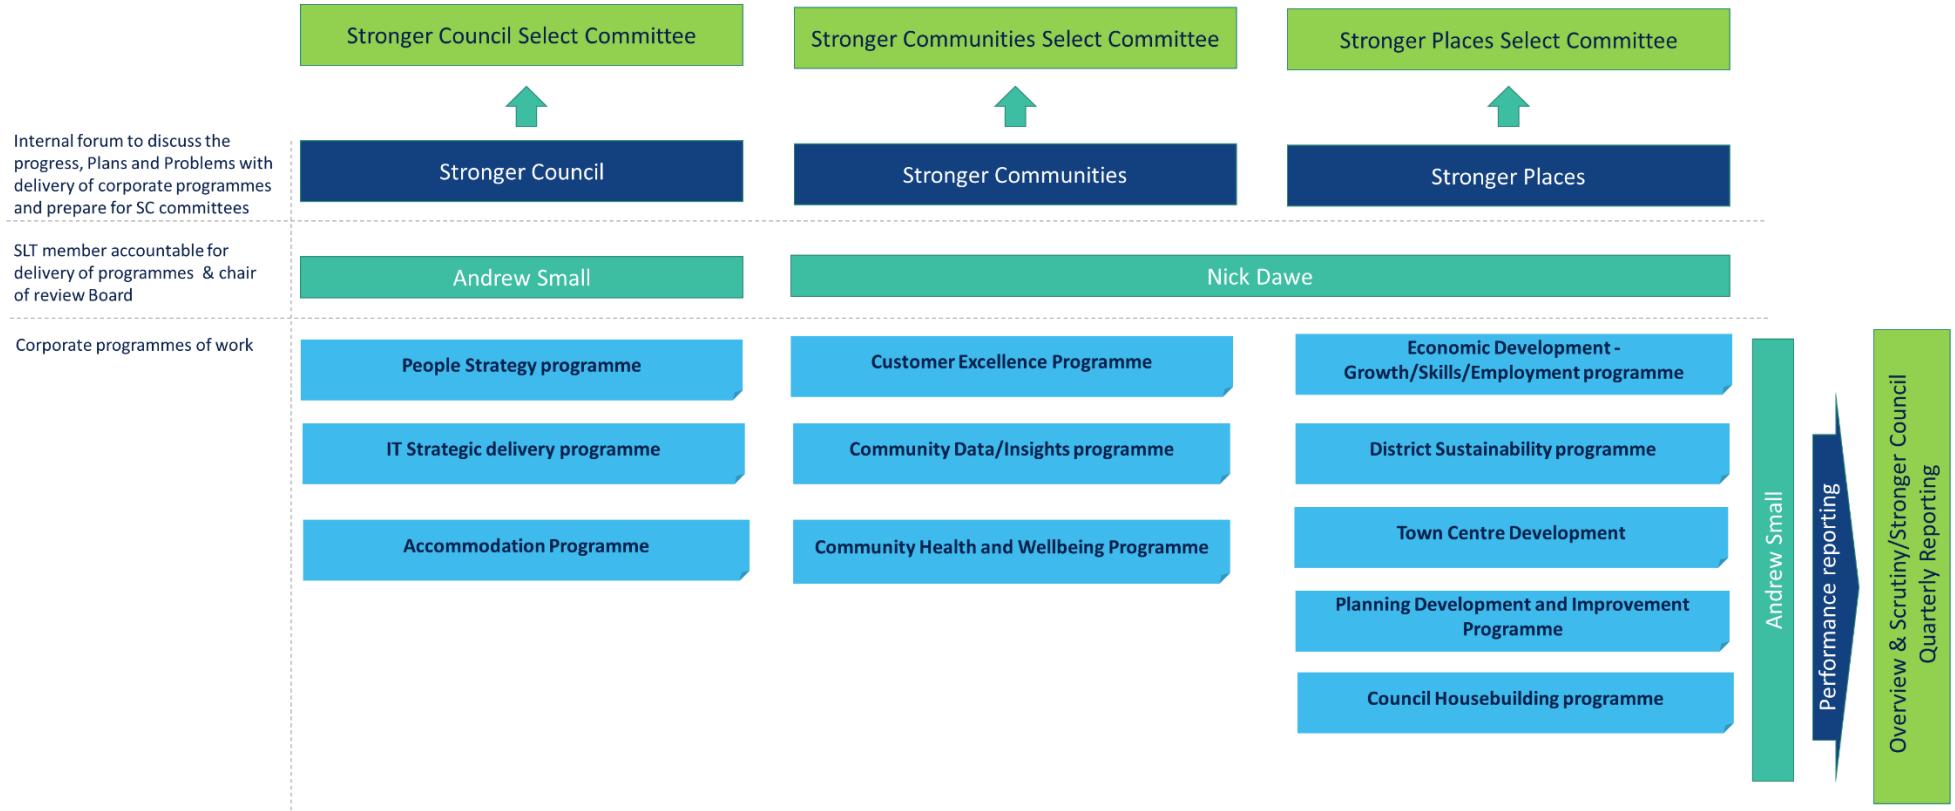 Stronger Council Select Committee
Stronger Communities Select Committee
Stronger Places Select Committee
Internal forum to discuss the
progress, Plans and Problems with
delivery of corporate programmes
and prepare for SC committees
Stronger Council
Stronger Communities
Stronger Places
SLT member accountable for
delivery of programmes & chair
of review Board
Andrew Small
Nick Dawe
Corporate programmes of work
People Strategy programme
IT Strategic delivery programme
Accommodation Programme
Customer Excellence Programme
Community Data/Insights programme
Community Health and Wellbeing Programme
Economic Development -
Growth/Skills/Employment programme
District Sustainability programme
Town Centre Development
Planning Development and Improvement
Programme
Council Housebuilding programme
Andrew Small
Performance reporting
Overview & Scrutiny/Stronger Council
Quarterly Reporting